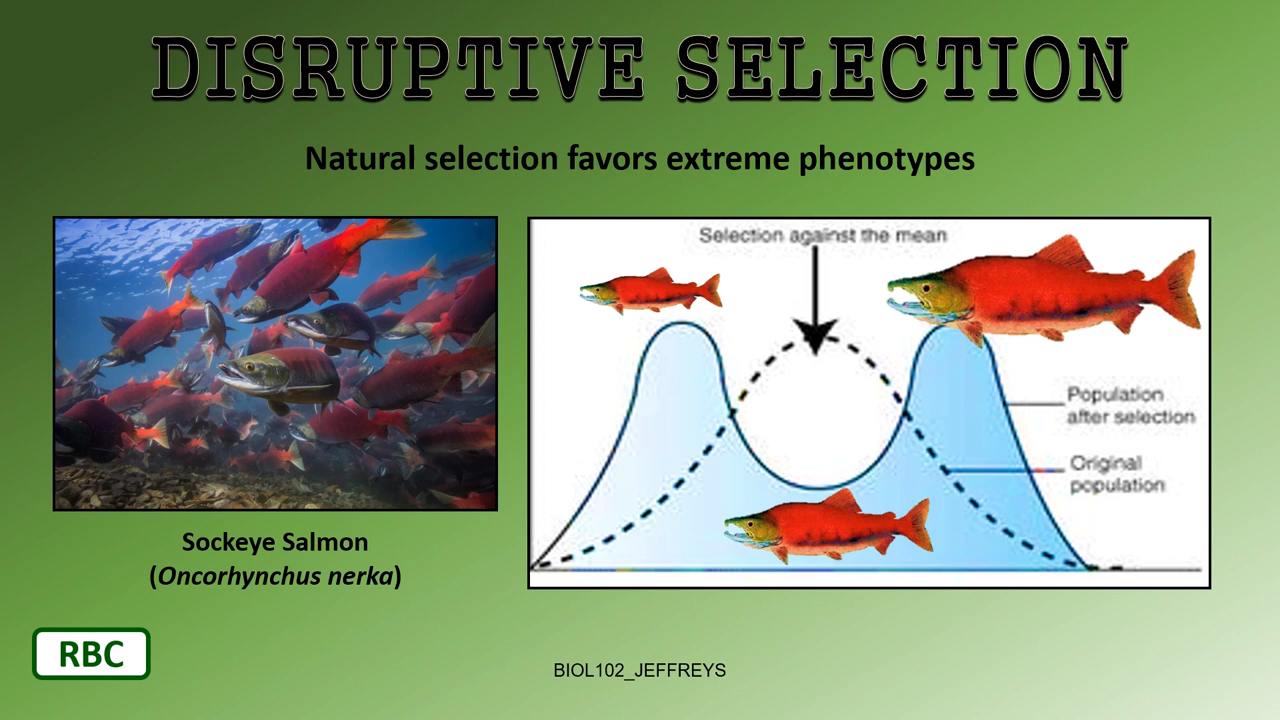 DISRUPTIVE SELECTION
Natural selection favors extreme phenotypes
Selection against the mean
Population
after selection
Original
population
Sockeye Salmon
(Oncorhynchus nerka)
RBC
BIOL102_JEFFREYS